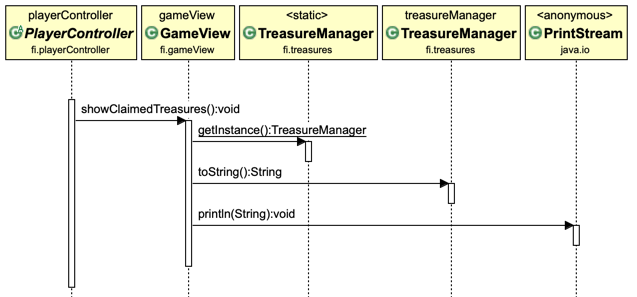 playerController
PlayerController
fi.playerController
gameView
GameView
fi.gameView
<static>
TreasureManager
fi.treasures
treasureManager
TreasureManager
fi.treasures
<anonymous>
PrintStream
java.io
showClaimedTreasures():void
getInstance():TreasureManager
toString():String
println(String):void